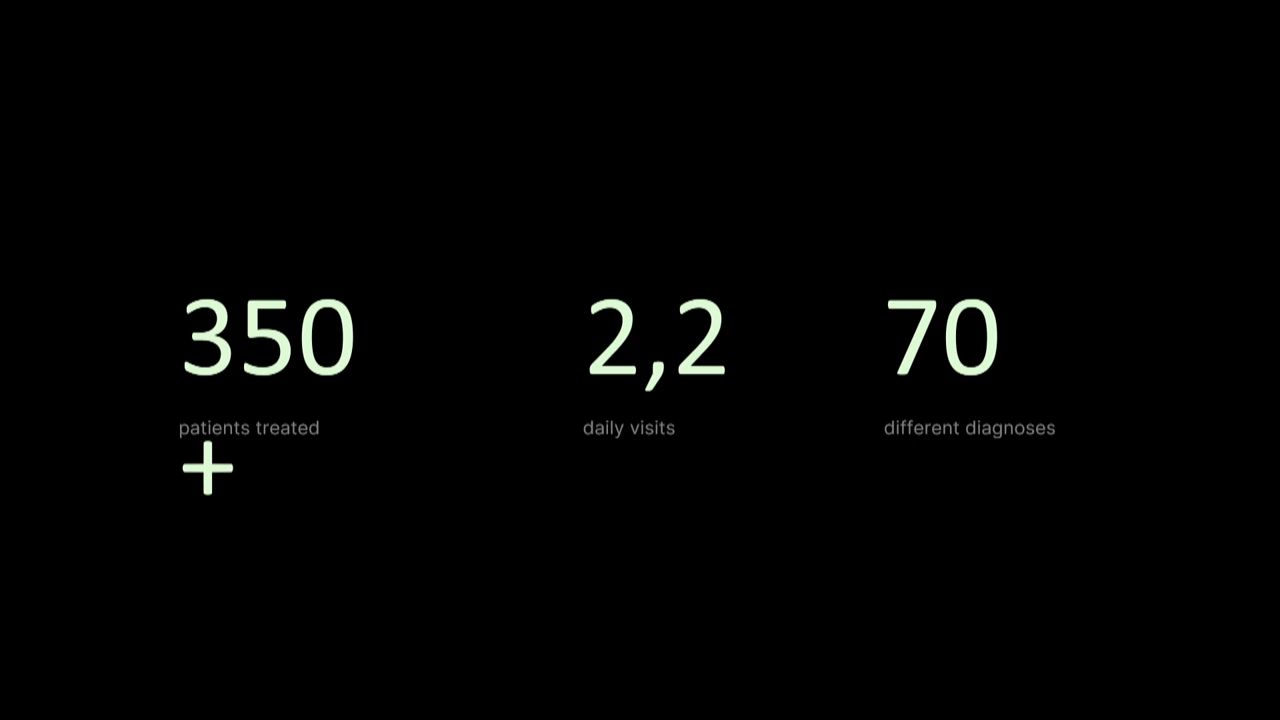 350 2,2 70
patients treated daily visits different diagnoses
+